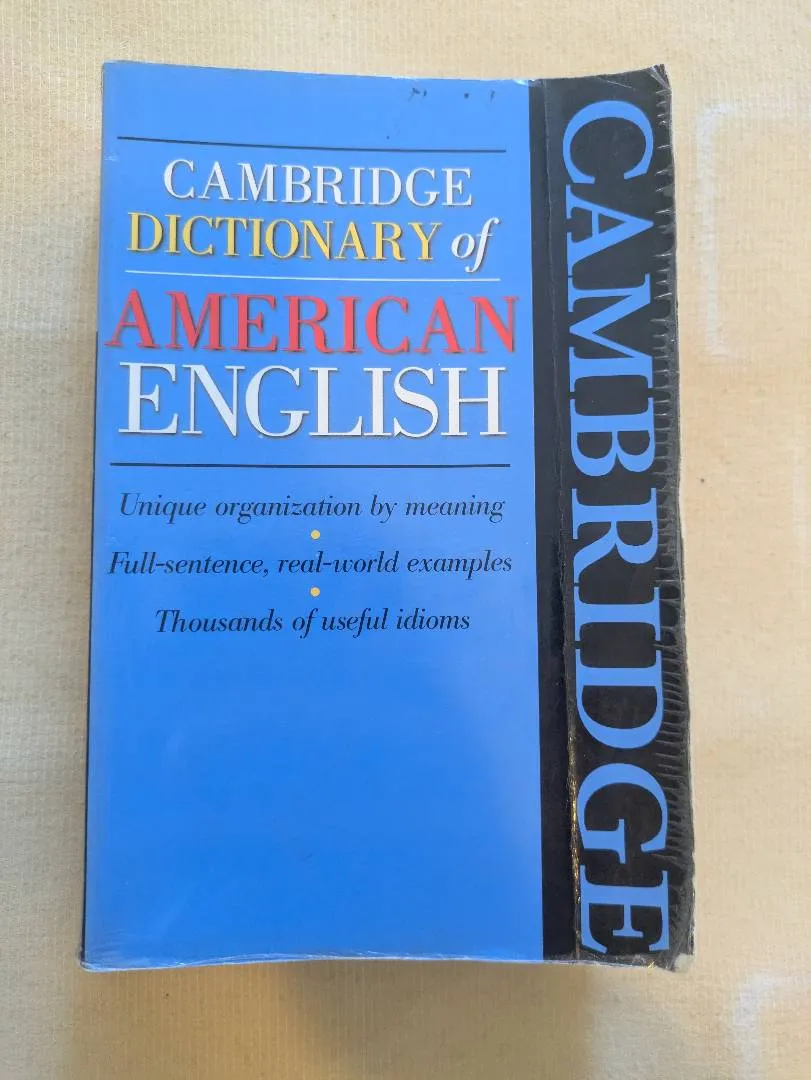 CAMBRIDGE
DICTIONARY of
AMERICAN
ENGLISH
Unique organization by meaning
Full-sentence, real-world examples
Thousands of useful idioms
CAMBRIDGE